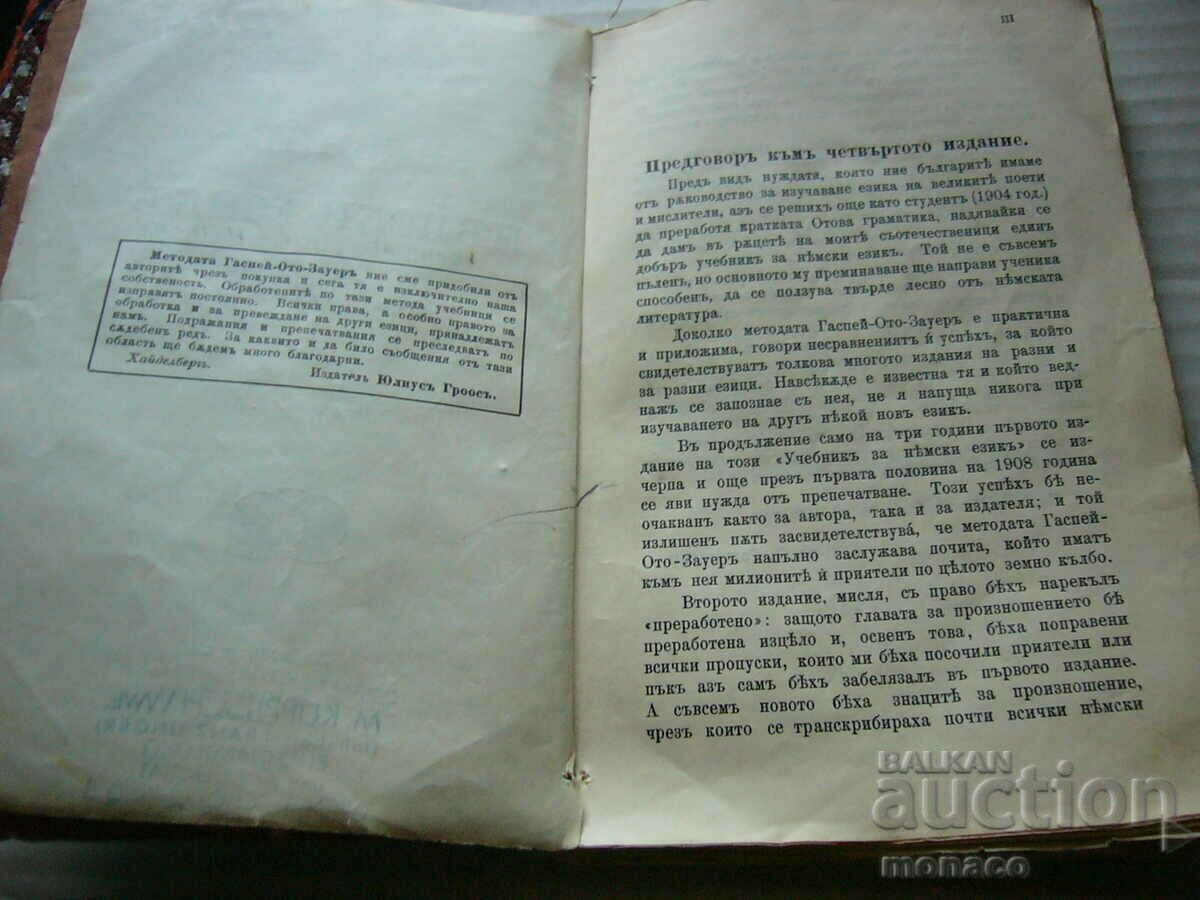 Методата Гаспей-Ото-Зауеръ ние сме придобили отъ
авторитѣ чрезъ покупка и сега тя е изключително наша
собственость. Обработенитѣ по тази метода учебници се
изправятъ постоянно. Всички права, а особно правото за
обработка и за превеждане на други езици, принадлежатъ
намъ. Подражания и препечатвания се преследватъ по
сѫдебенъ редъ. За каквито и да било съобщения отъ тази
область ще бѫдемъ много благодарни.
Хайделбергъ.
Издатель Юлиусъ Гроосъ.
III
Предговоръ къмъ четвъртото издание.
Предъ видъ нуждата, която ние българитѣ имаме
отъ рѫководство за изучаване езика на великитѣ поети
и мислители, азъ се решихъ още като студентъ (1904 год.)
да преработя кратката Отова граматика, надявайки се
да дамъ въ рѫцетѣ на моитѣ съотечественици единъ
добъръ учебникъ за нѣмски езикъ. Той не е съвсемъ
пъленъ, но основното му преминаване ще направи ученика
способенъ, да се ползува твърде лесно отъ нѣмската
литература.
Доколко методата Гаспей-Ото-Зауеръ е практична
и приложима, говори несравнениятъ ѝ успѣхъ, за който
свидетелствуватъ толкова многото издания на разни и
за разни езици. Навсѣкѫде е известна тя и който вед-
нажъ се запознае съ нея, не я напуща никога при
изучаването на другъ нѣкой новъ езикъ.
Въ продължение само на три години първото из-
дание на този «Учебникъ за нѣмски езикъ» се из-
черпа и още презъ първата половина на 1908 година
се яви нужда отъ препечатване. Този успѣхъ бѣ не-
очакванъ както за автора, така и за издателя; и той
излишенъ пѫть засвидетелствува́, че методата Гаспей-
Ото-Зауеръ напълно заслужава почита, който иматъ
къмъ нея милионитѣ ѝ приятели по цѣлото земно кълбо.
Второто издание, мисля, съ право бѣхъ нарекълъ
«преработено»: защото главата за произношението бѣ
преработена изцѣло и, освенъ това, бѣха поправени
всички пропуски, които ми бѣха посочили приятели или
пъкъ азъ самъ бѣхъ забелязалъ въ първото издание.
А съвсемъ новото бѣха знацитѣ за произношение,
чрезъ които се транскрибираха почти всички нѣмски
BALKAN
auction
monaco